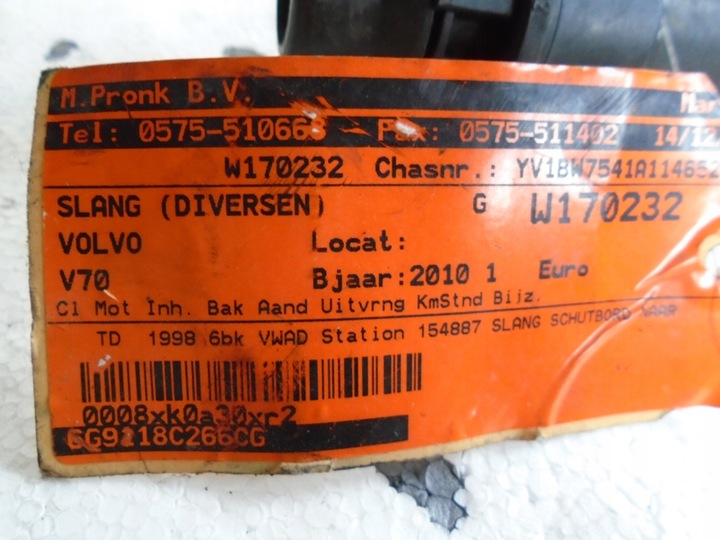 M.Pronk B.V.
Tel: 0575-510663 - Fax: 0575-511402 14/12
W170232 Chasnr.: YV1BW7541A114652
SLANG (DIVERSEN) G W170232
VOLVO Locat:
V70 Bjaar:2010 1 Euro
Cl Mot Inh. Bak Aand Uitvrng KmStnd Bijz.
TD 1998 6bk VWAD Station 154887 SLANG SCHUTBORD NAAR
0008xk0a30xr2
6G9118C266CG